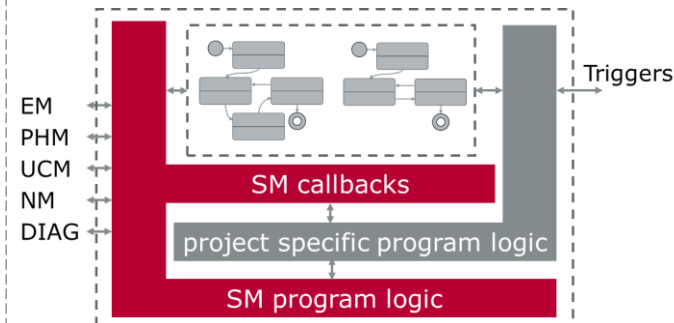 Triggers
EM
PHM
UCM
NM
DIAG
SM callbacks
project specific program logic
SM program logic